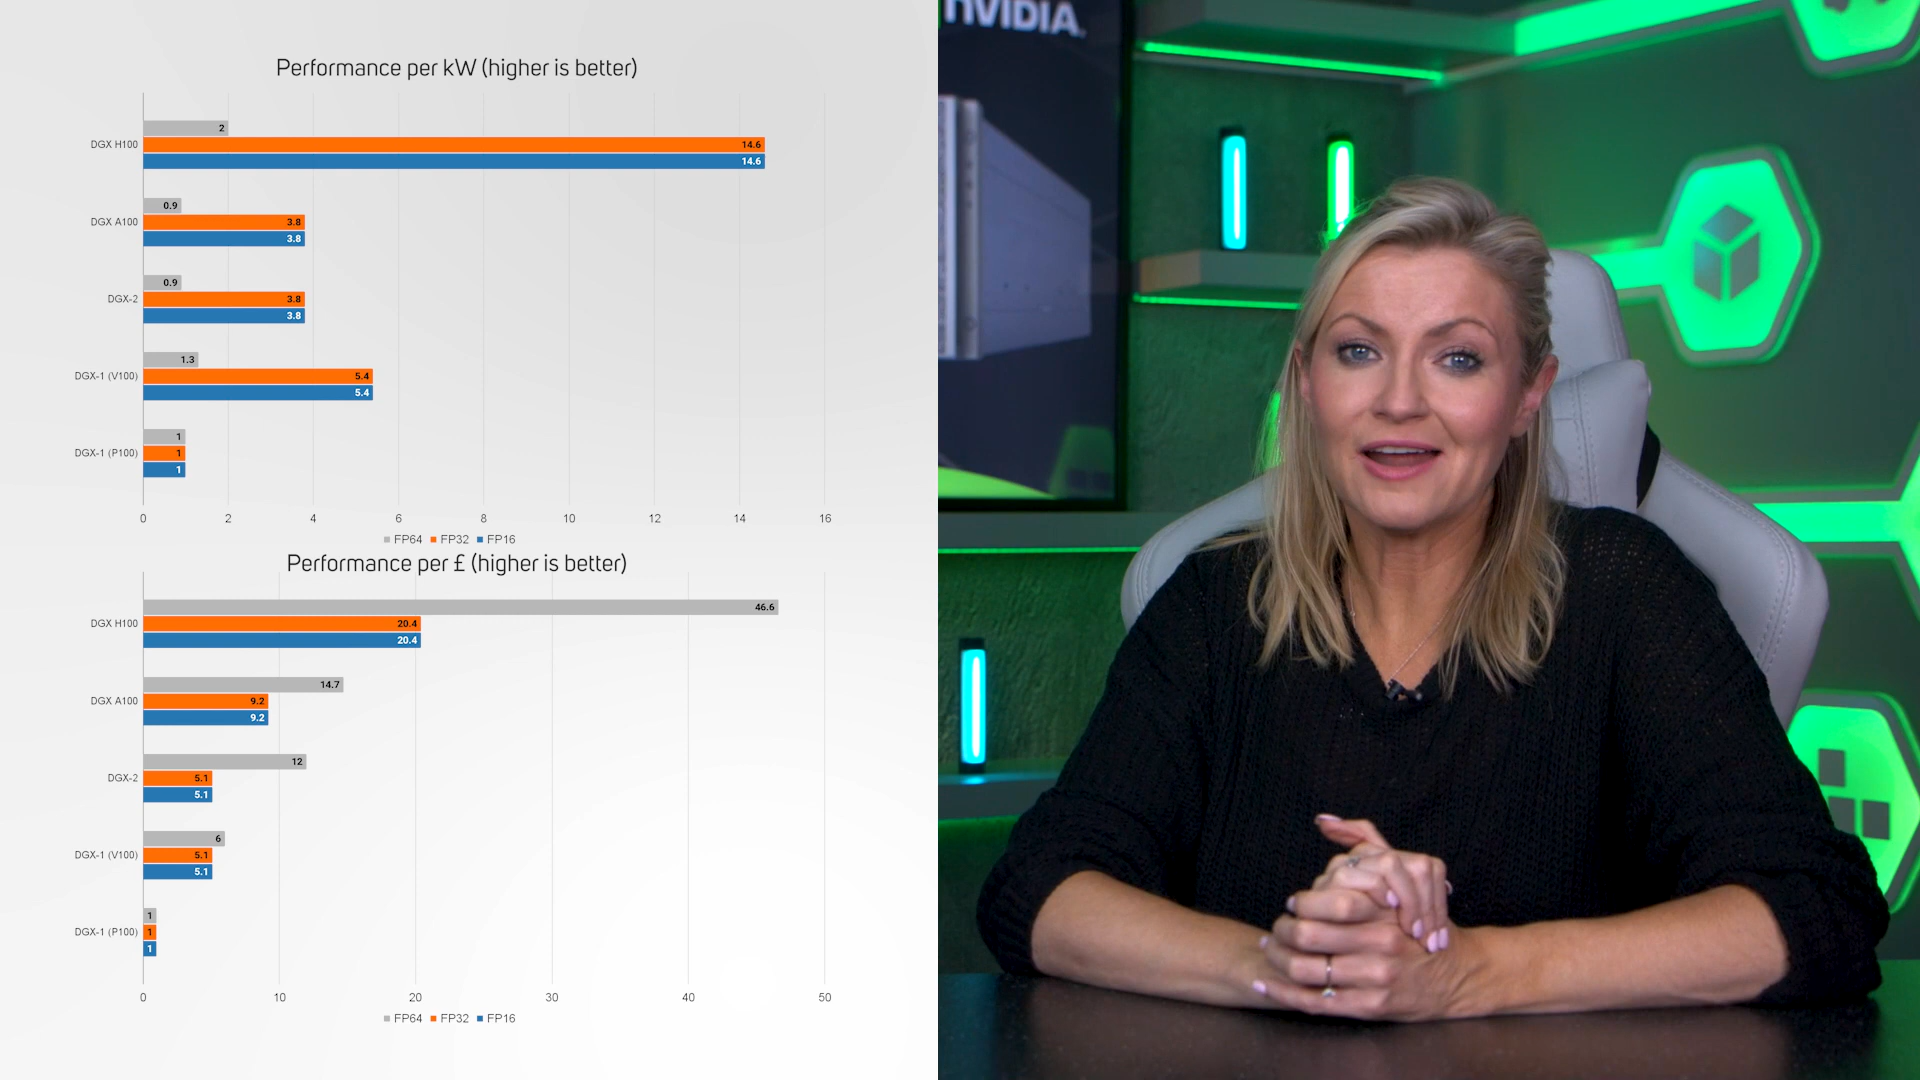 Performance per kW (higher is better)
DGX H100
2
14.6
14.6
DGX A100
0.9
3.8
3.8
DGX-2
0.9
3.8
3.8
DGX-1 (V100)
1.3
5.4
5.4
DGX-1 (P100)
1
1
1
0 2 4 6 8 10 12 14 16
FP64 FP32 FP16
Performance per £ (higher is better)
DGX H100
46.6
20.4
20.4
DGX A100
14.7
9.2
9.2
DGX-2
12
5.1
5.1
DGX-1 (V100)
6
5.1
5.1
DGX-1 (P100)
1
1
1
0 10 20 30 40 50
FP64 FP32 FP16
nVIDIA.